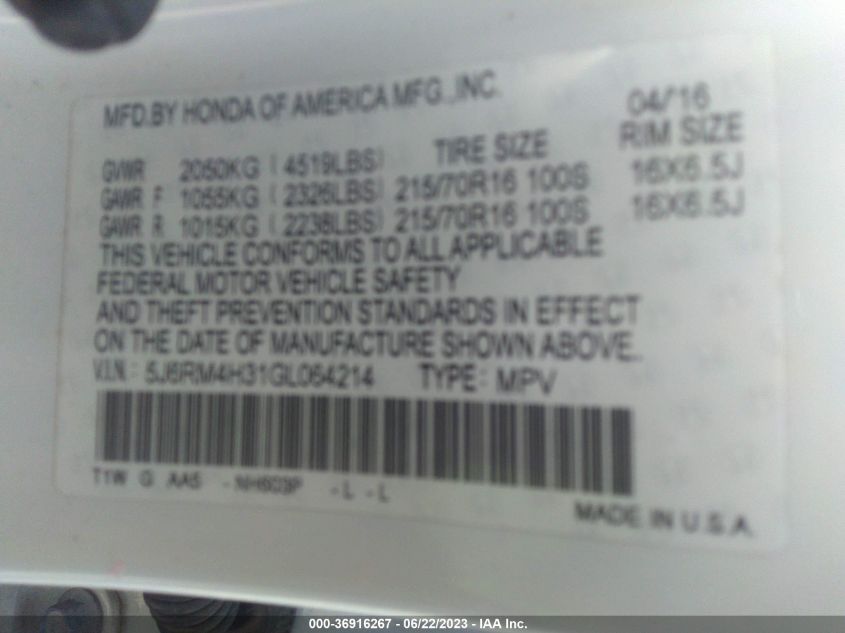 MFD.BY HONDA OF AMERICA MFG.,INC. 04/'16
TIRE SIZE RIM SIZE
GVWR 2050KG (4519LBS)
GAWR F 1055KG (2326LBS) 215/70R16 100S 16X6.5J
GAWR R 1015KG (2238LBS) 215/70R16 100S 16X6.5J
THIS VEHICLE CONFORMS TO ALL APPLICABLE
FEDERAL MOTOR VEHICLE SAFETY
AND THEFT PREVENTION STANDARDS IN EFFECT
ON THE DATE OF MANUFACTURE SHOWN ABOVE.
V.I.N.: 5J6RM4H31GL064214 TYPE: MPV
T1W G AA5 -NH603P -L -L
MADE IN U.S.A.
000-36916267 - 06/22/2023 - IAA Inc.